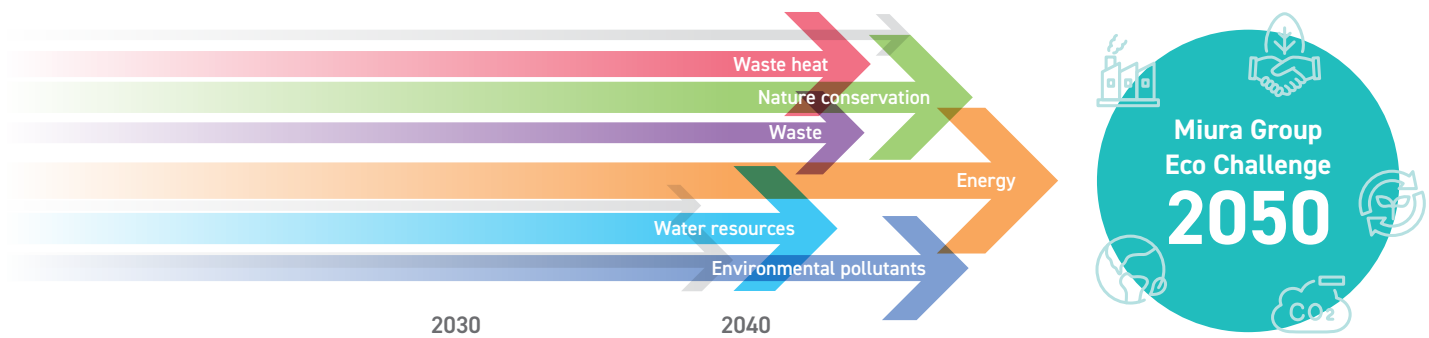 Waste heat
Nature conservation
Waste
Energy
Water resources
Environmental pollutants
2030
2040
Miura Group
Eco Challenge
2050
CO₂